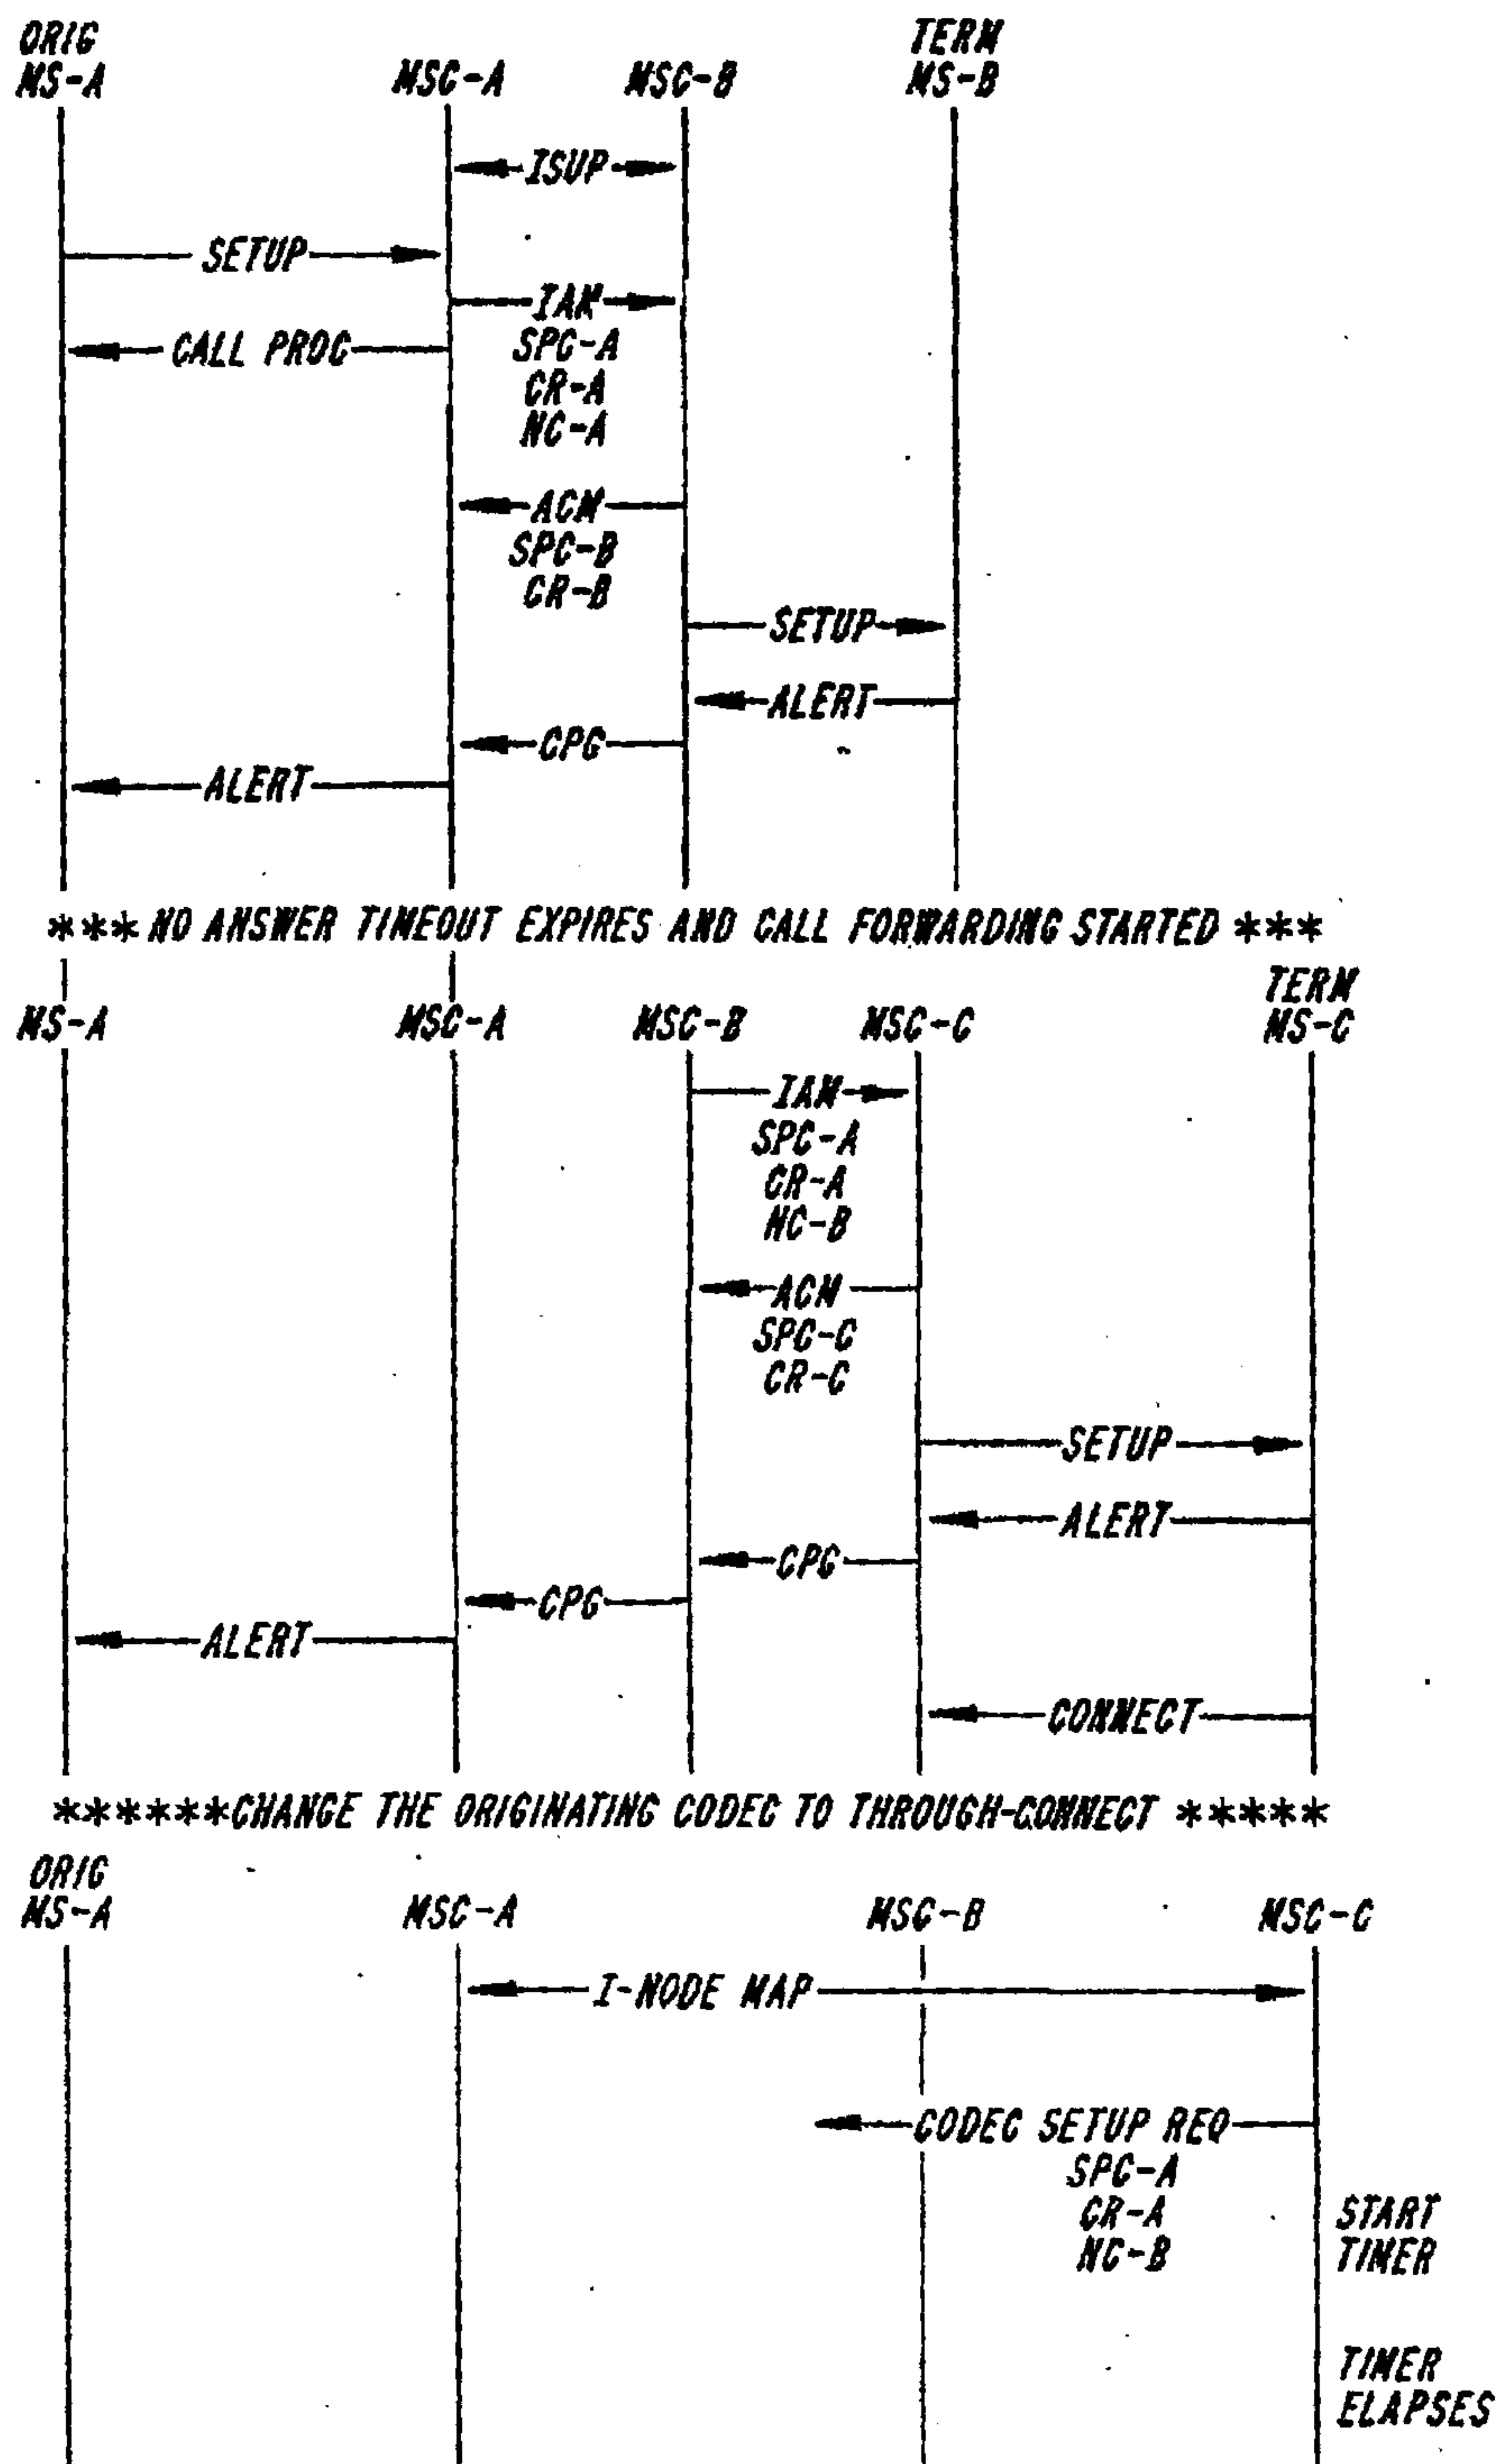 ORIG
MS-A
MSC-A
MSC-B
TERM
MS-B
ISUP
SETUP
IAM
SPC-A
CR-A
NC-A
CALL PROC
ACM
SPC-B
CR-B
SETUP
ALERT
CPG
ALERT
*** NO ANSWER TIMEOUT EXPIRES AND CALL FORWARDING STARTED ***
MS-A
MSC-A
MSC-B
MSC-C
TERM
MS-C
IAM
SPC-A
CR-A
NC-B
ACM
SPC-C
CR-C
SETUP
ALERT
CPG
CPG
ALERT
CONNECT
******CHANGE THE ORIGINATING CODEC TO THROUGH-CONNECT *****
ORIG
MS-A
MSC-A
MSC-B
MSC-C
I-NODE MAP
CODEC SETUP REQ
SPC-A
CR-A
NC-B
START
TIMER
TIMER
ELAPSES